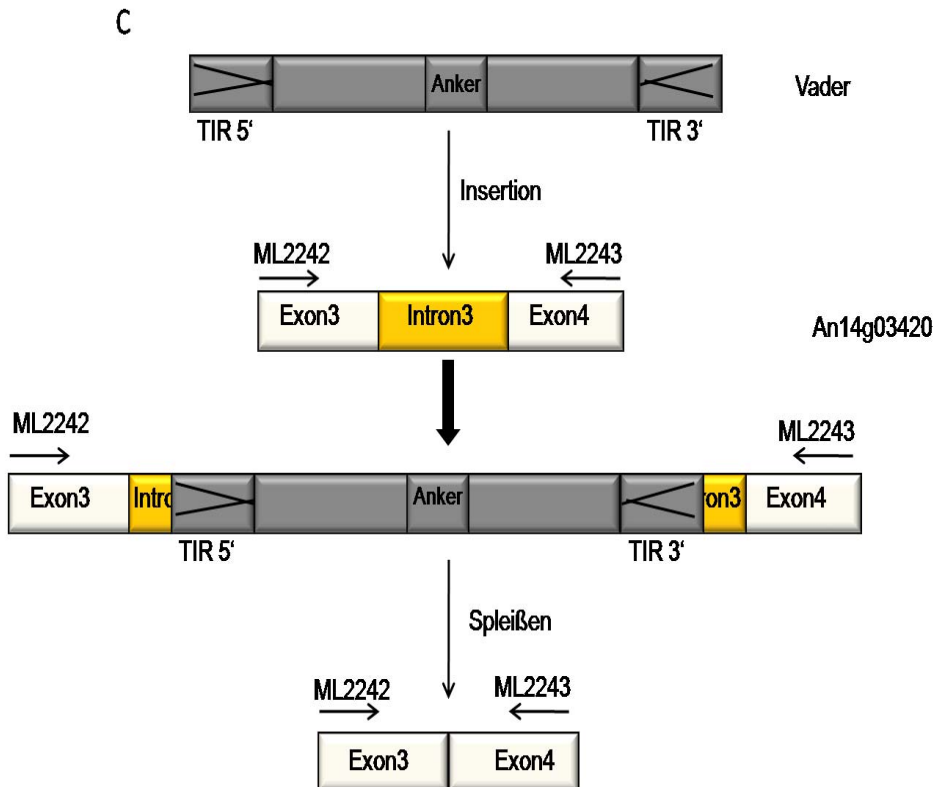 C
Anker
Vader
TIR 5‘
TIR 3‘
Insertion
ML2242
ML2243
Exon3
Intron3
Exon4
An14g03420
ML2242
ML2243
Exon3
Intro
Anker
ron3
Exon4
TIR 5‘
TIR 3‘
Spleißen
ML2242
ML2243
Exon3
Exon4